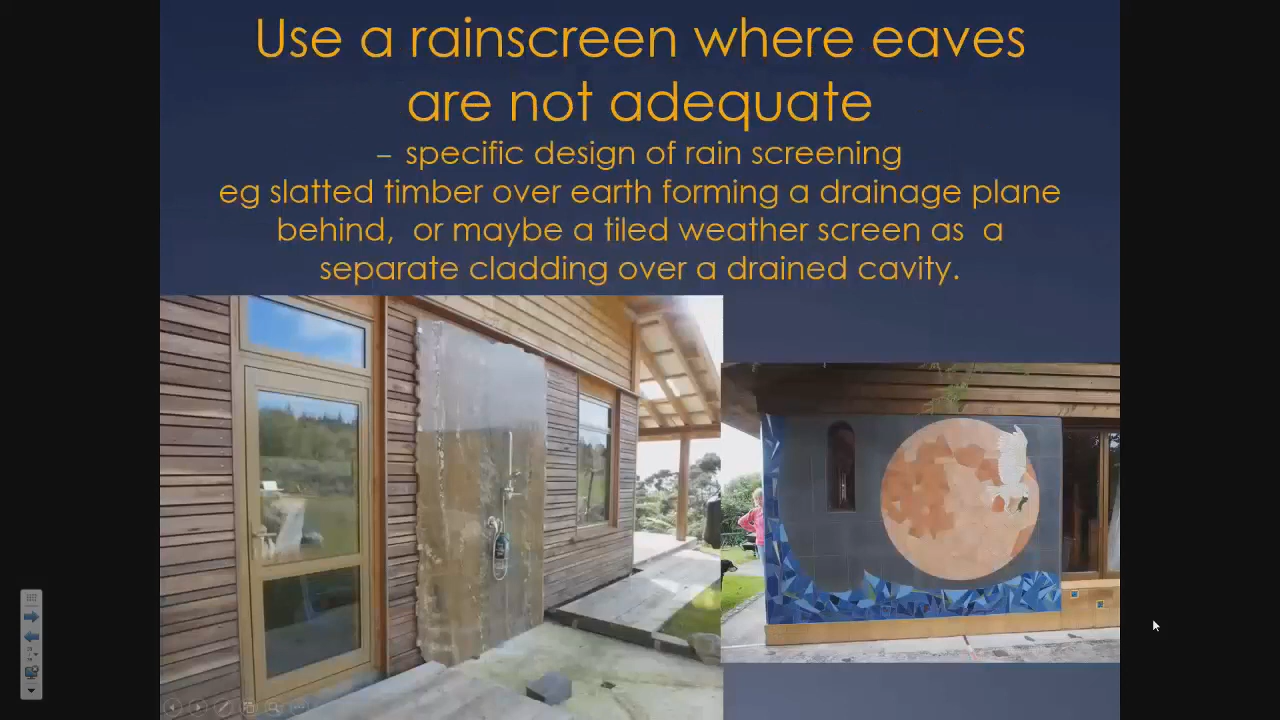 Use a rainscreen where eaves
are not adequate
– specific design of rain screening
eg slatted timber over earth forming a drainage plane
behind,  or maybe a tiled weather screen as  a
separate cladding over a drained cavity.